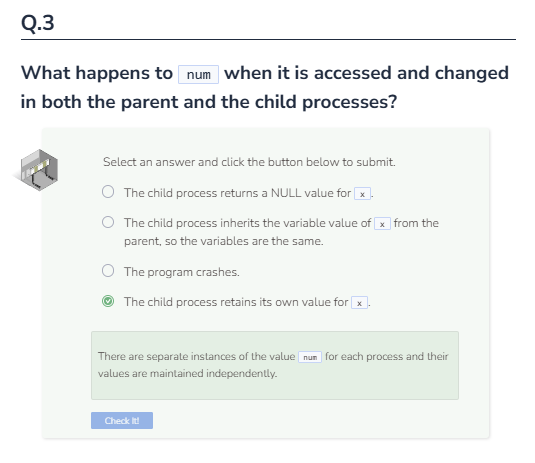 Q.3
What happens to num when it is accessed and changed
in both the parent and the child processes?
Select an answer and click the button below to submit.
The child process returns a NULL value for x.
The child process inherits the variable value of x from the
parent, so the variables are the same.
The program crashes.
The child process retains its own value for x.
There are separate instances of the value num for each process and their
values are maintained independently.
Check It!